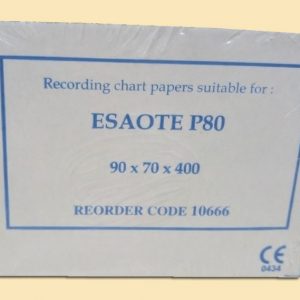 Recording chart papers suitable for :
ESAOTE P80
90 x 70 x 400
REORDER CODE 10666
CE
0434